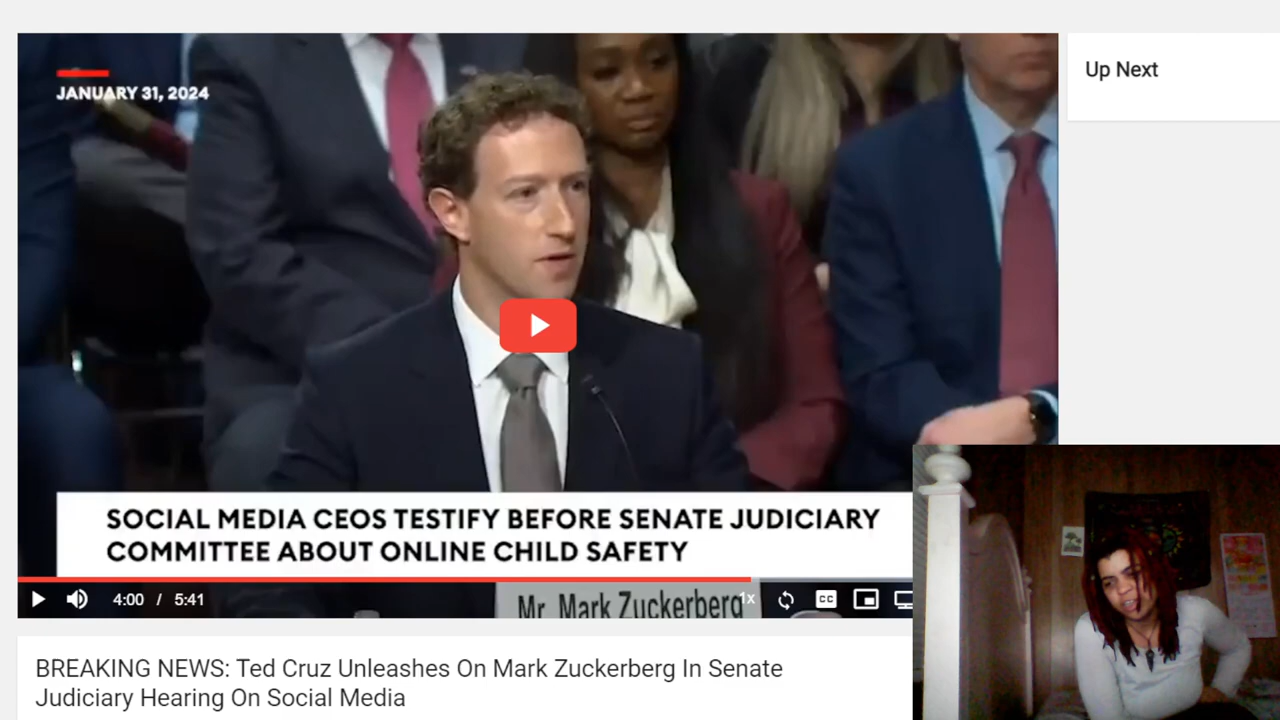 JANUARY 31, 2024
Up Next
SOCIAL MEDIA CEOS TESTIFY BEFORE SENATE JUDICIARY
COMMITTEE ABOUT ONLINE CHILD SAFETY
Mr. Mark Zuckerberg
4:00 / 5:41
1x
CC
BREAKING NEWS: Ted Cruz Unleashes On Mark Zuckerberg In Senate
Judiciary Hearing On Social Media